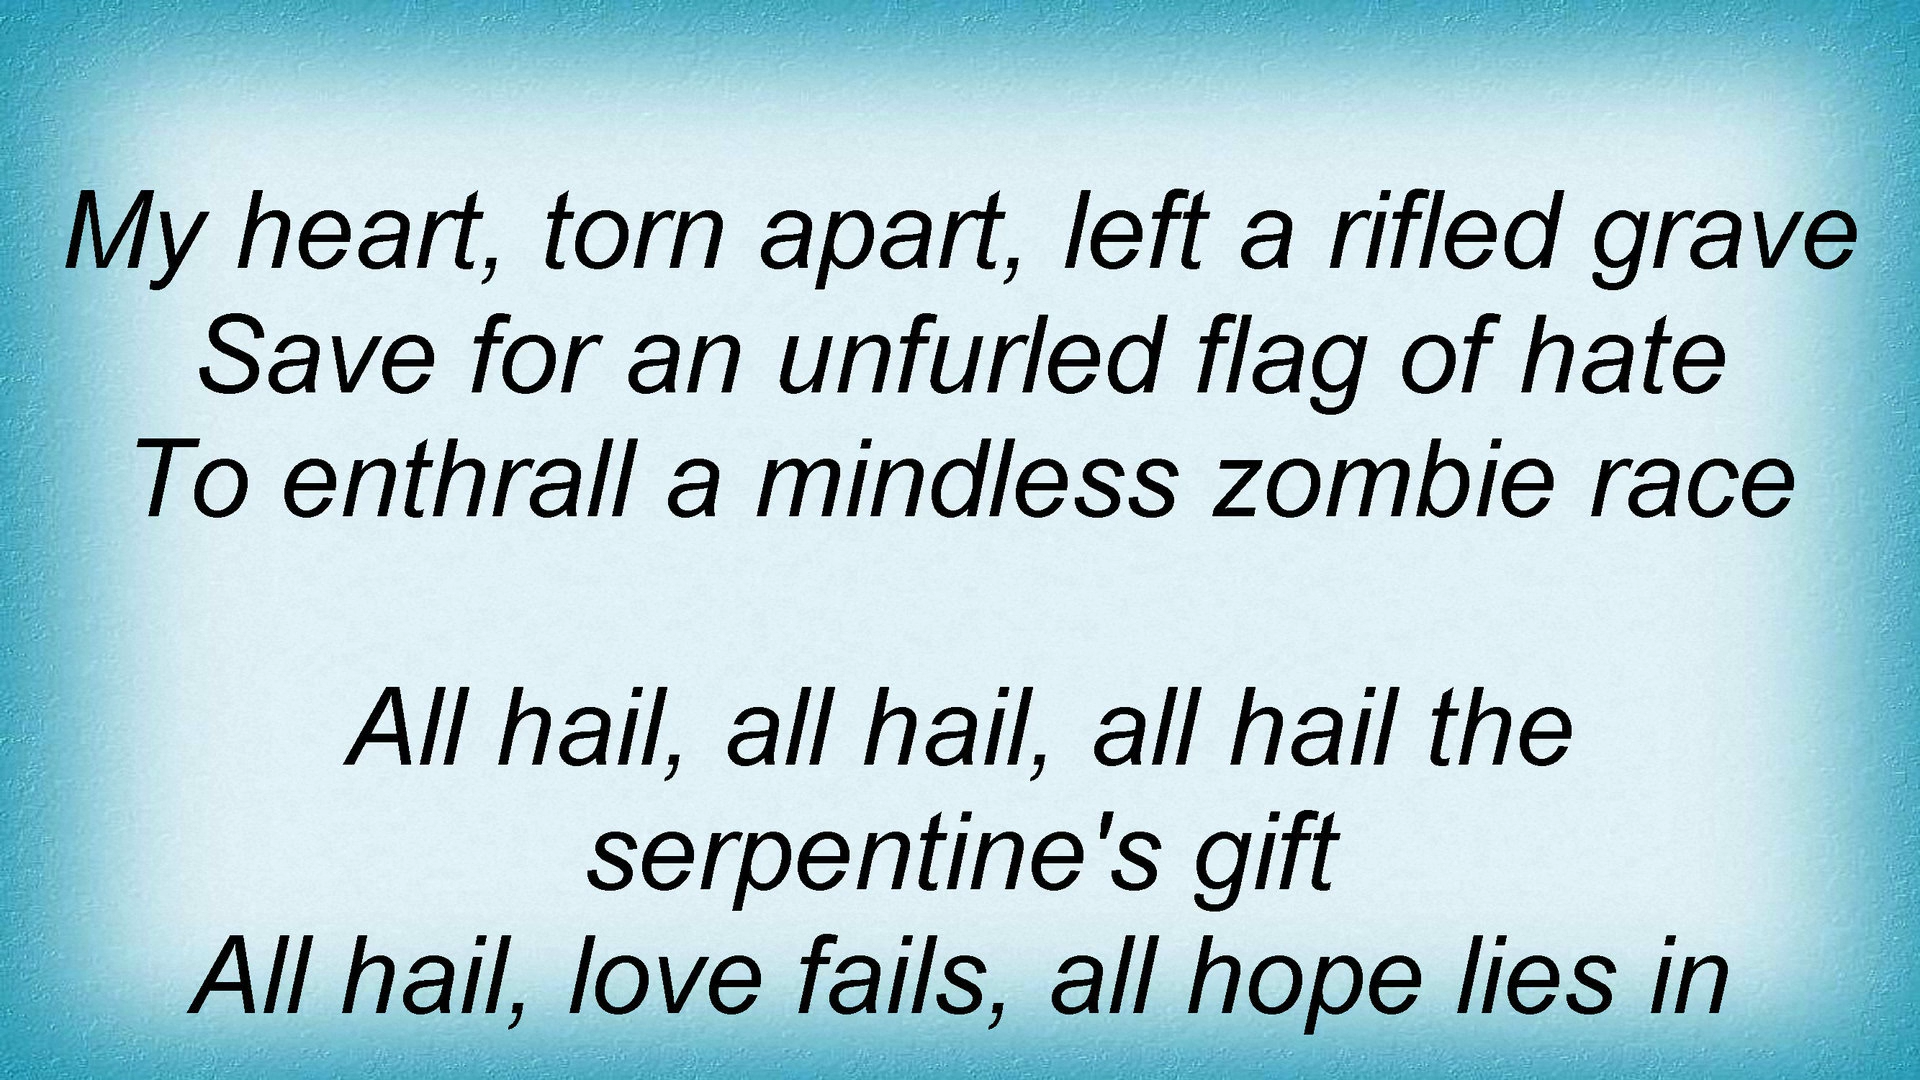 My heart, torn apart, left a rifled grave
Save for an unfurled flag of hate
To enthrall a mindless zombie race
All hail, all hail, all hail the
serpentine's gift
All hail, love fails, all hope lies in